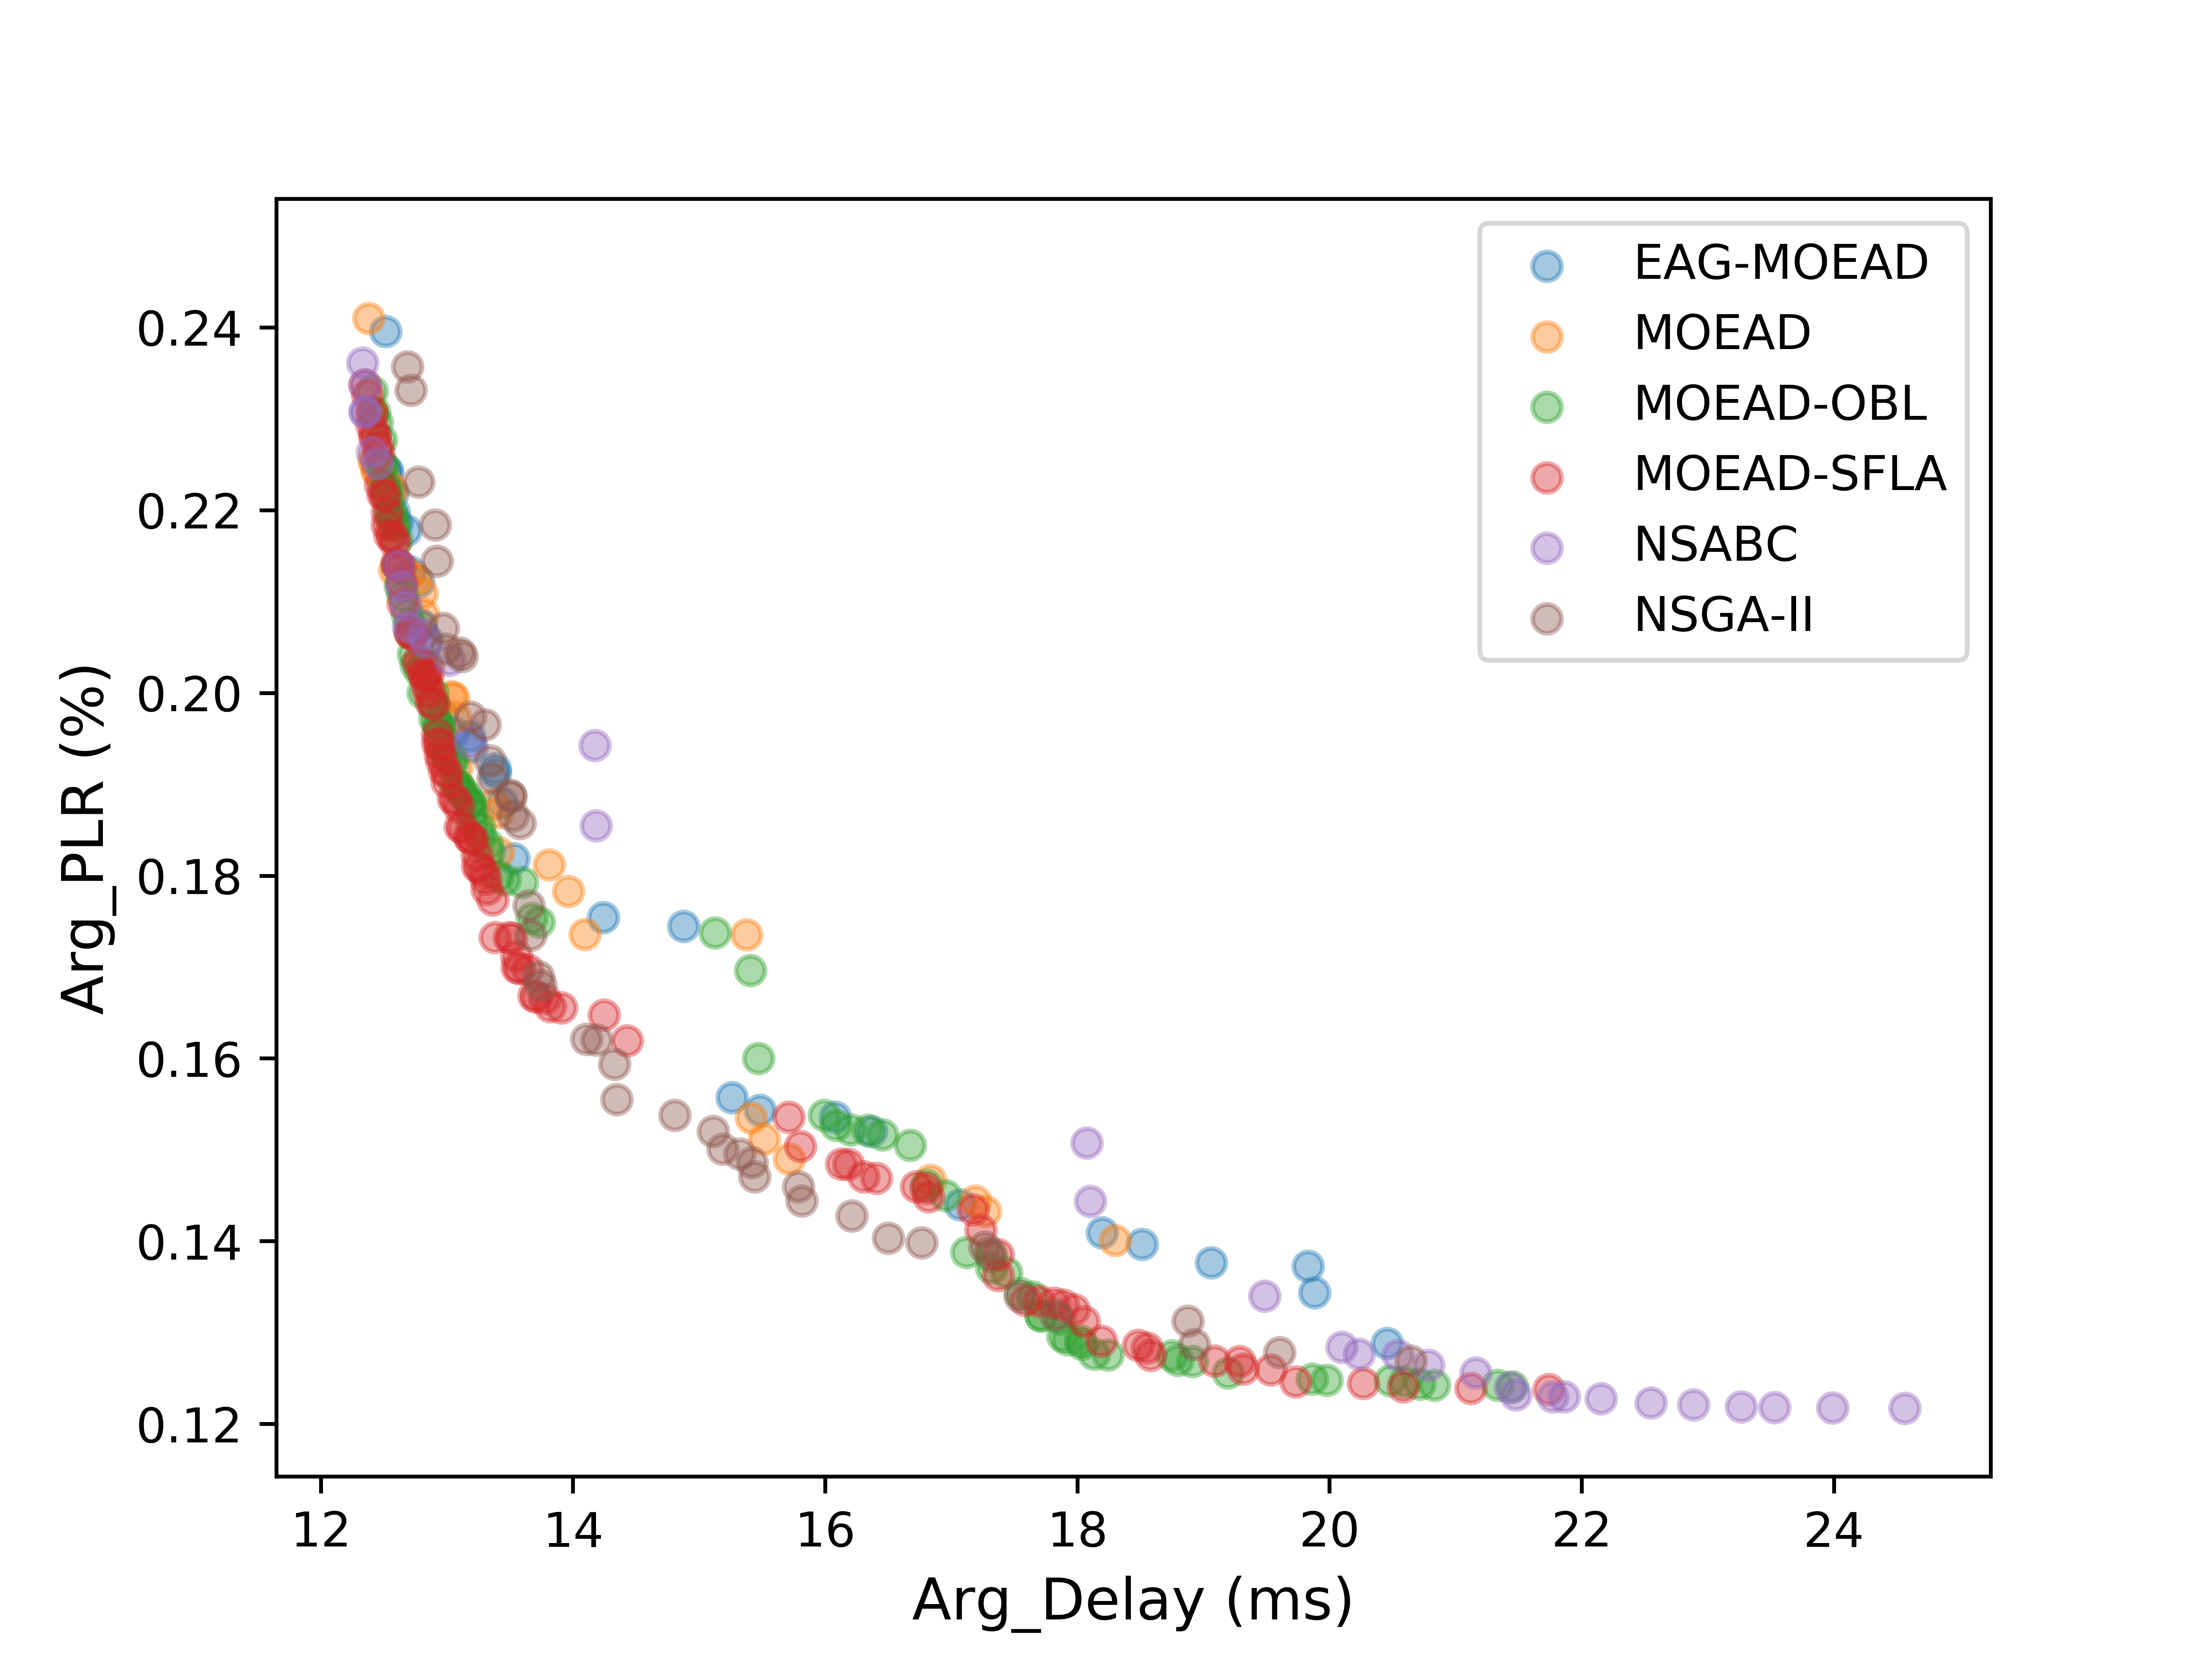 EAG-MOEAD
MOEAD
MOEAD-OBL
MOEAD-SFLA
NSABC
NSGA-II
0.24
0.22
0.20
0.18
0.16
0.14
0.12
Arg_PLR (%)
12 14 16 18 20 22 24
Arg_Delay (ms)